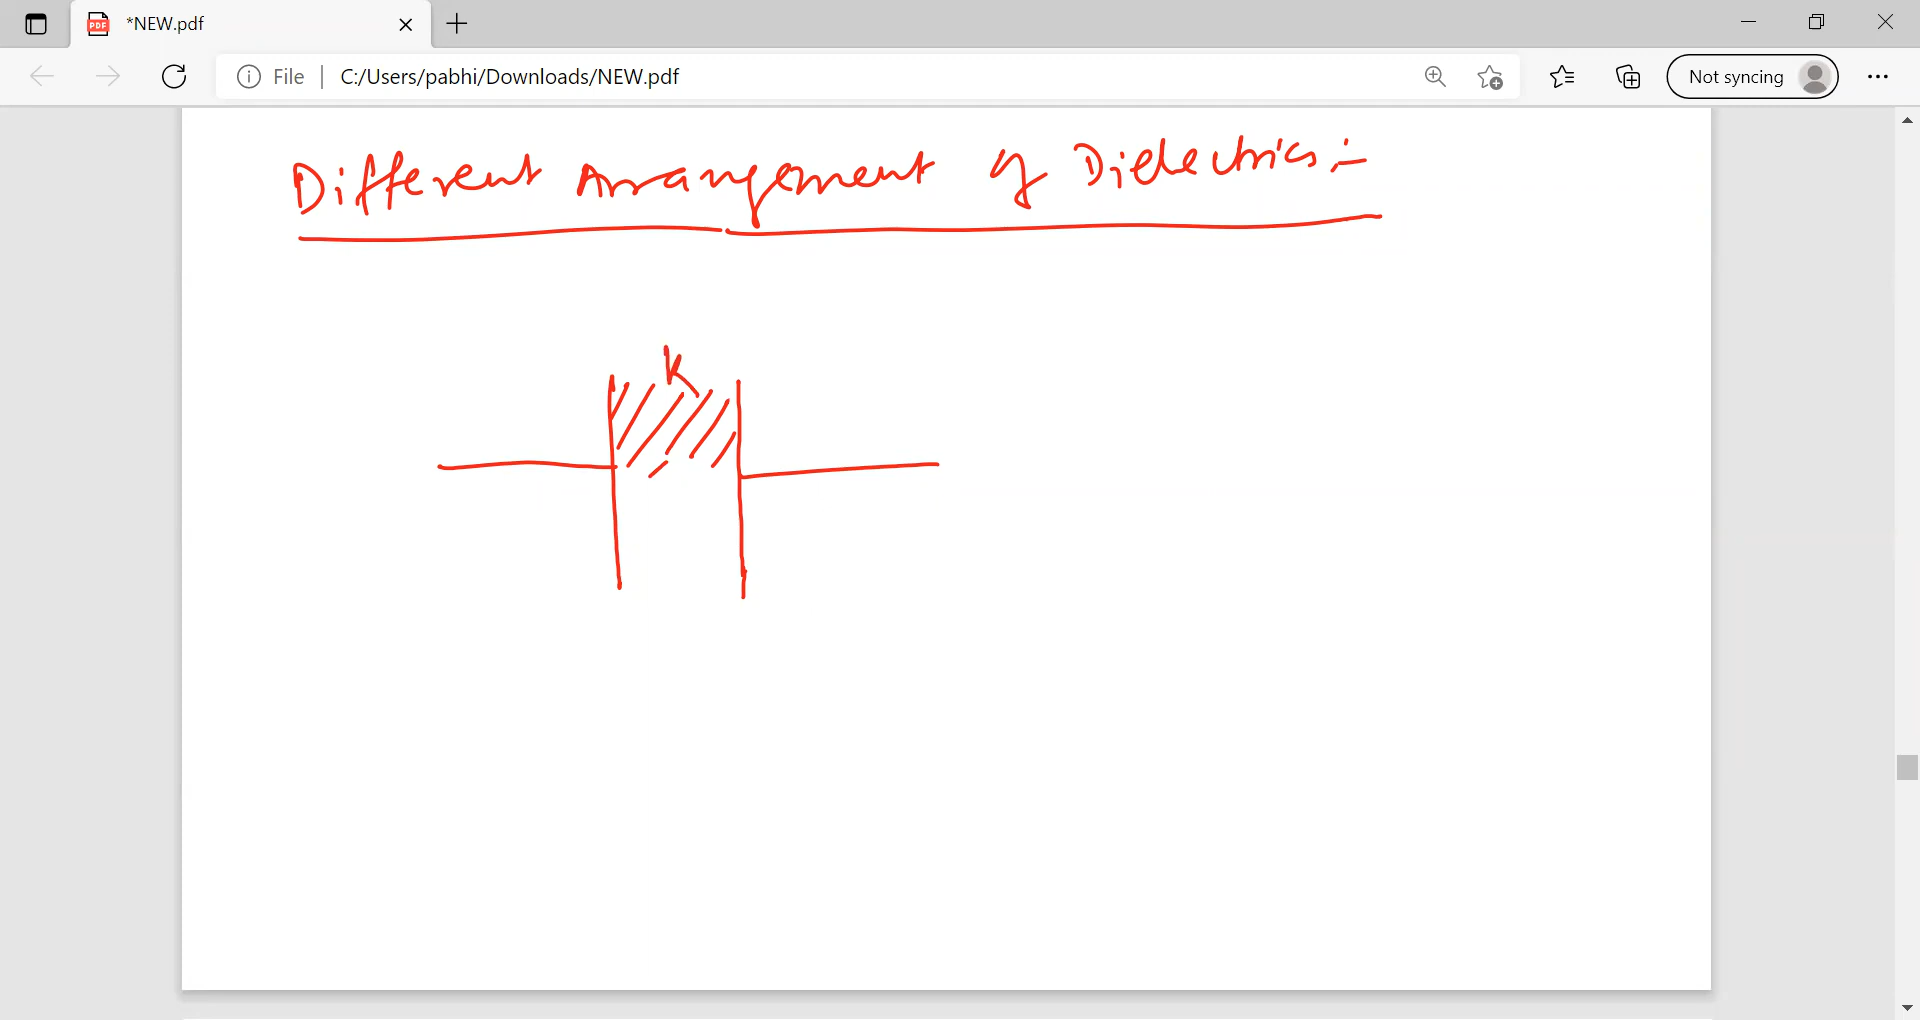 *NEW.pdf
File | C:/Users/pabhi/Downloads/NEW.pdf
Not syncing
Different Arrangement of Dielectrics :-
k